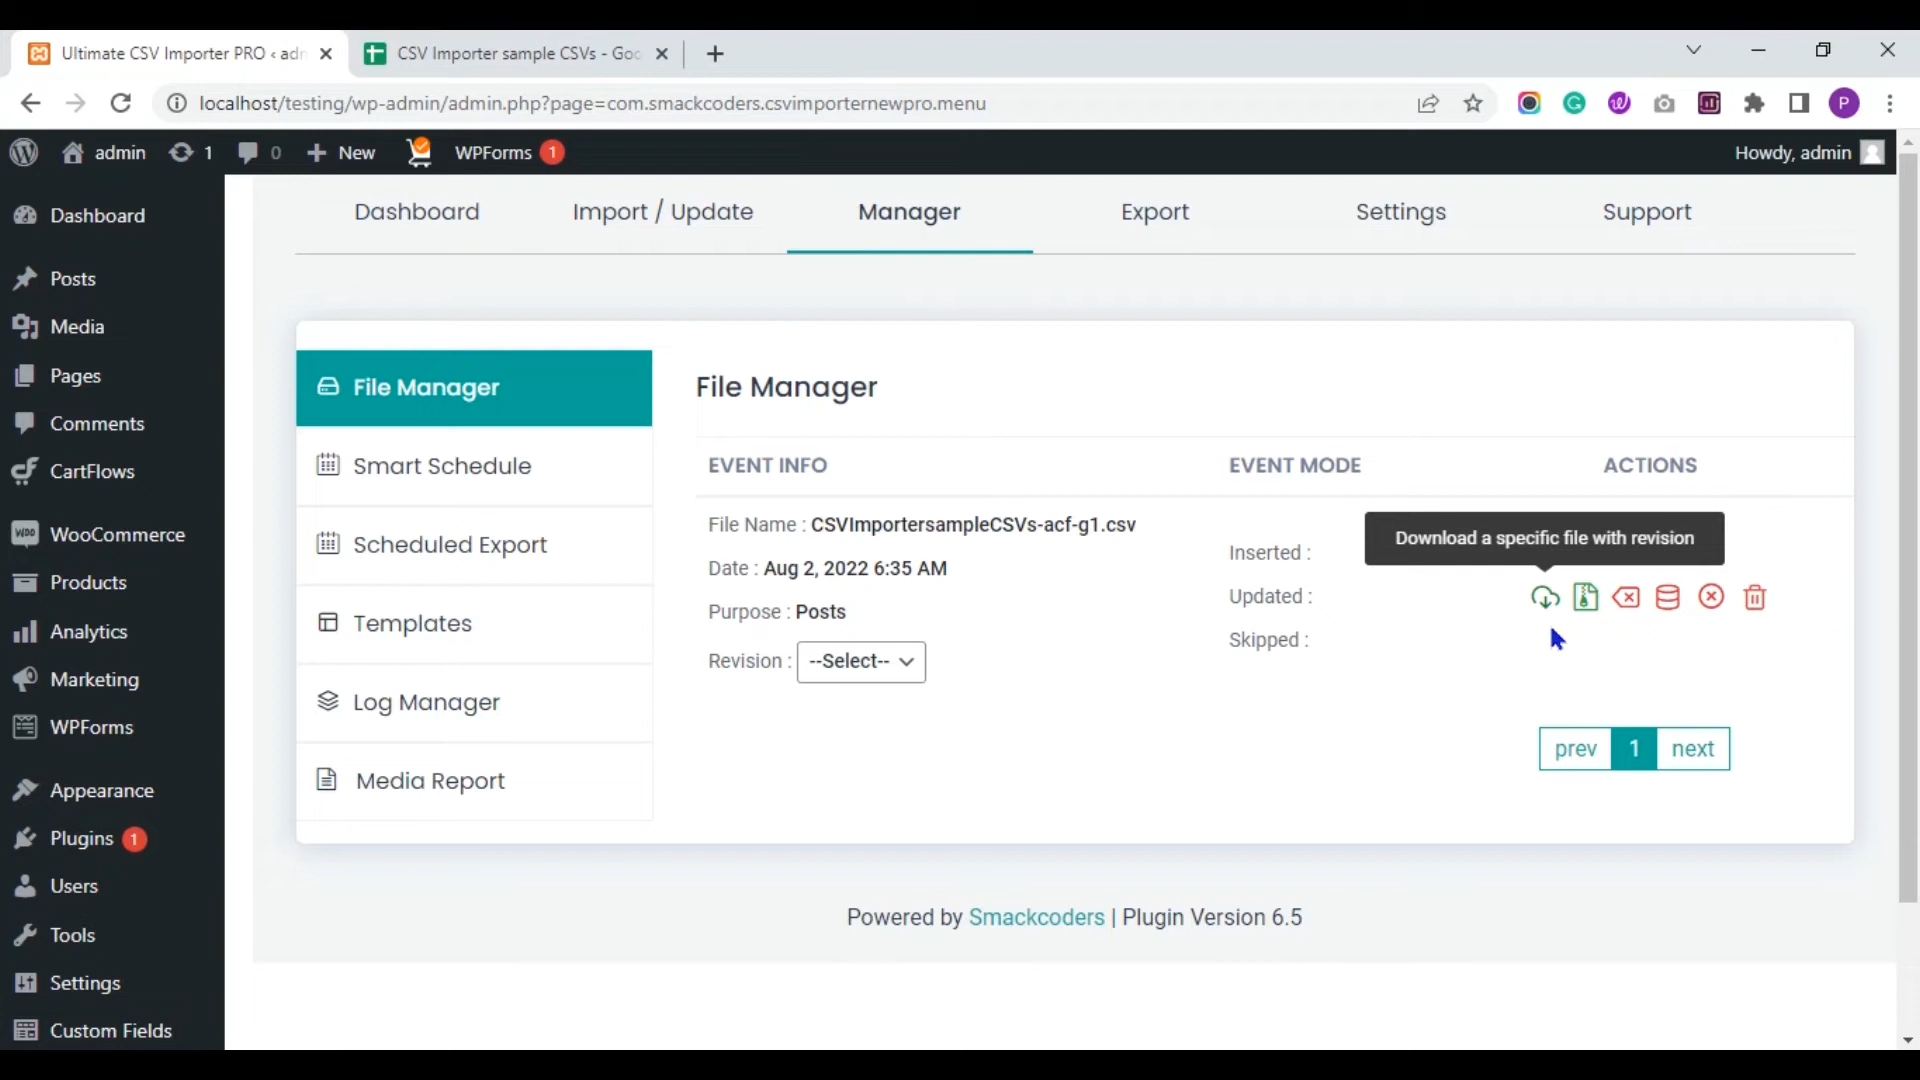 Ultimate CSV Importer PRO ‹ adn
CSV Importer sample CSVs - Goo
localhost/testing/wp-admin/admin.php?page=com.smackcoders.csvimporternewpro.menu
P
admin
1
0
New
WPForms 1
Howdy, admin
Dashboard
Posts
Media
Pages
Comments
CartFlows
WooCommerce
Products
Analytics
Marketing
WPForms
Appearance
Plugins 1
Users
Tools
Settings
Custom Fields
Dashboard
Import / Update
Manager
Export
Settings
Support
File Manager
Smart Schedule
Scheduled Export
Templates
Log Manager
Media Report
File Manager
EVENT INFO
EVENT MODE
ACTIONS
File Name : CSVImportersampleCSVs-acf-g1.csv
Date : Aug 2, 2022 6:35 AM
Purpose : Posts
Revision : --Select--
Inserted :
Updated :
Skipped :
Download a specific file with revision
prev 1 next
Powered by Smackcoders | Plugin Version 6.5